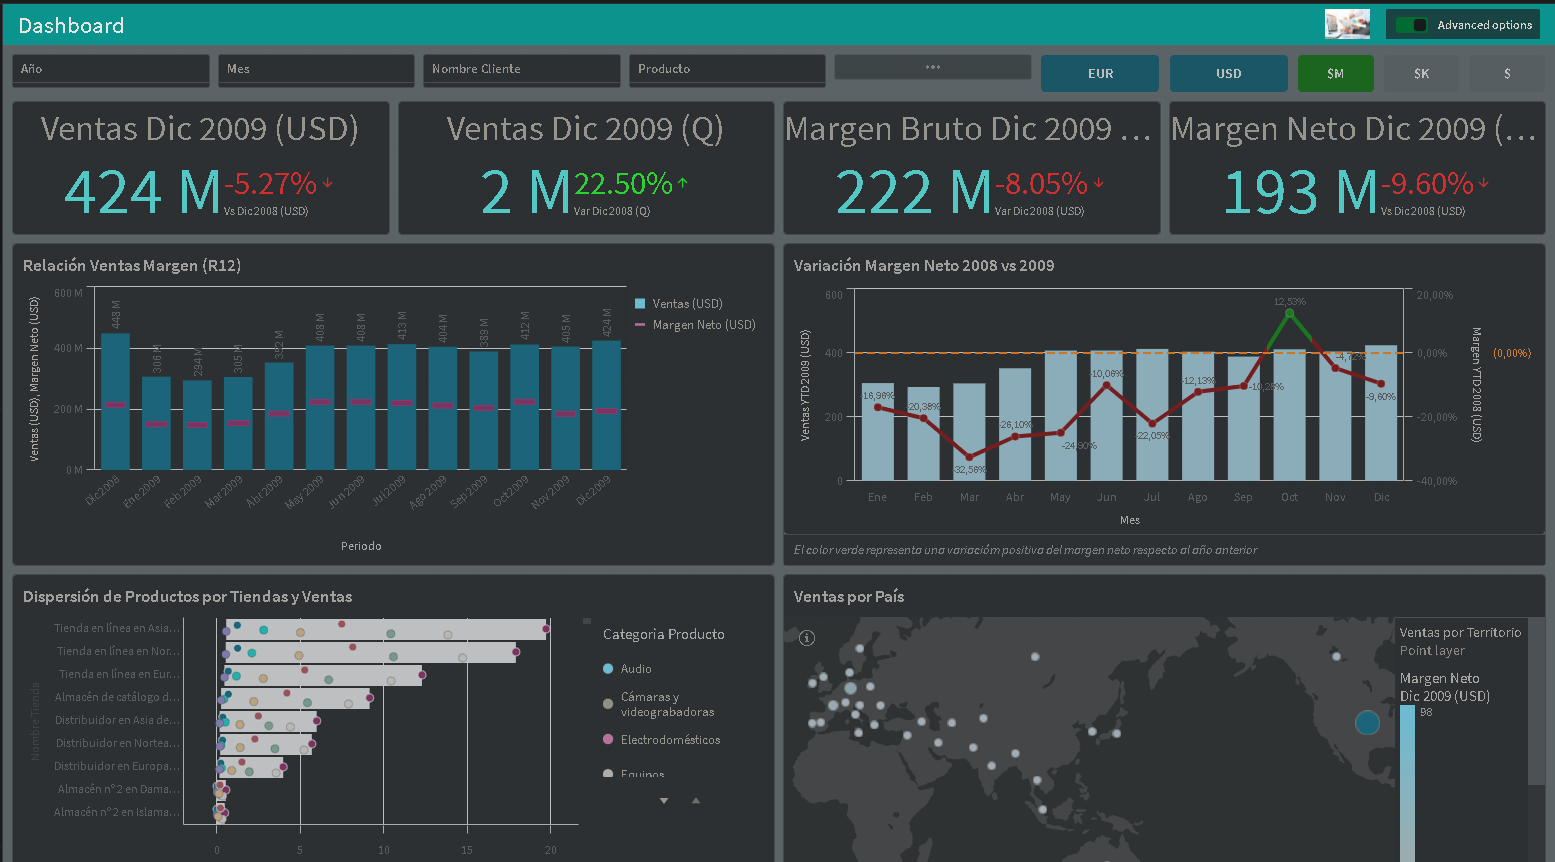 Dashboard
Advanced options
Año
Mes
Nombre Cliente
Producto
...
EUR
USD
$M
$K
$
Ventas Dic 2009 (USD)
424 M
-5.27%
Vs Dic2008 (USD)
Ventas Dic 2009 (Q)
2 M
22.50%
Var Dic2008 (Q)
Margen Bruto Dic 2009 ...
222 M
-8.05%
Var Dic2008 (USD)
Margen Neto Dic 2009 (...
193 M
-9.60%
Vs Dic2008 (USD)
Relación Ventas Margen (R12)
Ventas (USD), Margen Neto (USD)
600 M
400 M
200 M
0 M
448 M
306 M
294 M
305 M
352 M
408 M
408 M
413 M
404 M
389 M
412 M
405 M
424 M
Dic2008
Ene2009
Feb2009
Mar2009
Abr2009
May2009
Jun2009
Jul2009
Ago2009
Sep2009
Oct2009
Nov2009
Dic2009
Periodo
Ventas (USD)
Margen Neto (USD)
Variación Margen Neto 2008 vs 2009
Ventas YTD2009 (USD)
600
400
200
0
-16,96%
-20,38%
-32,56%
-26,10%
-24,90%
-10,06%
-22,05%
-12,13%
-10,28%
12,53%
-9,60%
20,00%
0,00%
-20,00%
-40,00%
Margen YTD2008 (USD)
(0,00%)
Ene
Feb
Mar
Abr
May
Jun
Jul
Ago
Sep
Oct
Nov
Dic
Mes
El color verde representa una variacióm positiva del margen neto respecto al año anterior
Dispersión de Productos por Tiendas y Ventas
Nombre Tienda
Tienda en línea en Asia...
Tienda en línea en Nor...
Tienda en línea en Eur...
Almacén de catálogo d...
Distribuidor en Asia de...
Distribuidor en Nortea...
Distribuidor en Europa...
Almacén nº 2 en Dama...
Almacén nº 2 en Islama...
0
5
10
15
20
Categoria Producto
Audio
Cámaras y
videograbadoras
Electrodomésticos
Equipos
Ventas por País
Ventas por Territorio
Point layer
Margen Neto
Dic 2009 (USD)
98